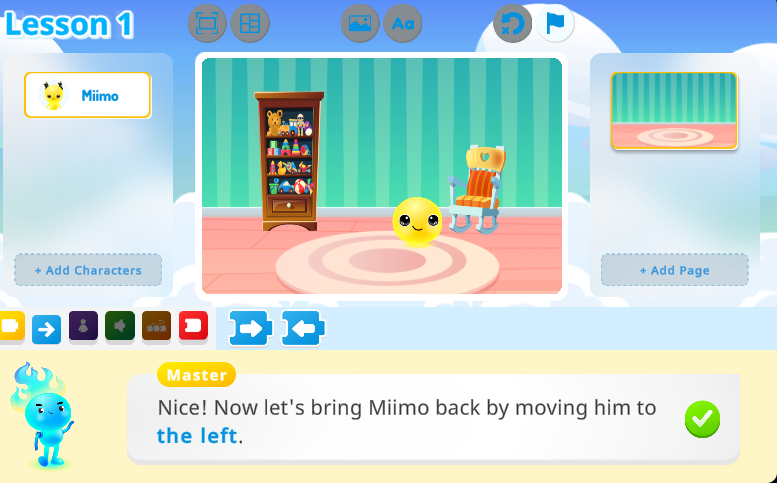 Lesson 1
Aa
Miimo
+ Add Characters
+ Add Page
Master
Nice! Now let's bring Miimo back by moving him to
the left.